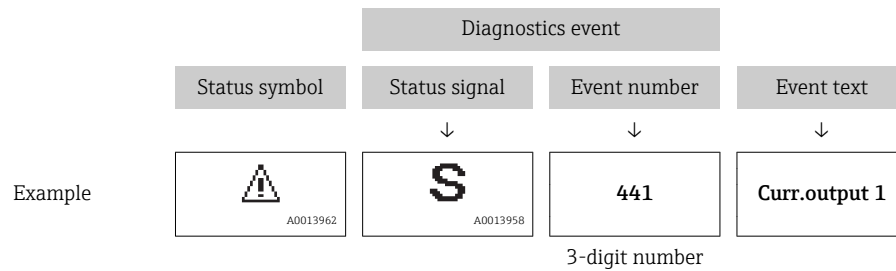 Diagnostics event
Status symbol Status signal Event number Event text
↓ ↓ ↓
Example S 441 Curr.output 1
A0013962 A0013958
3-digit number